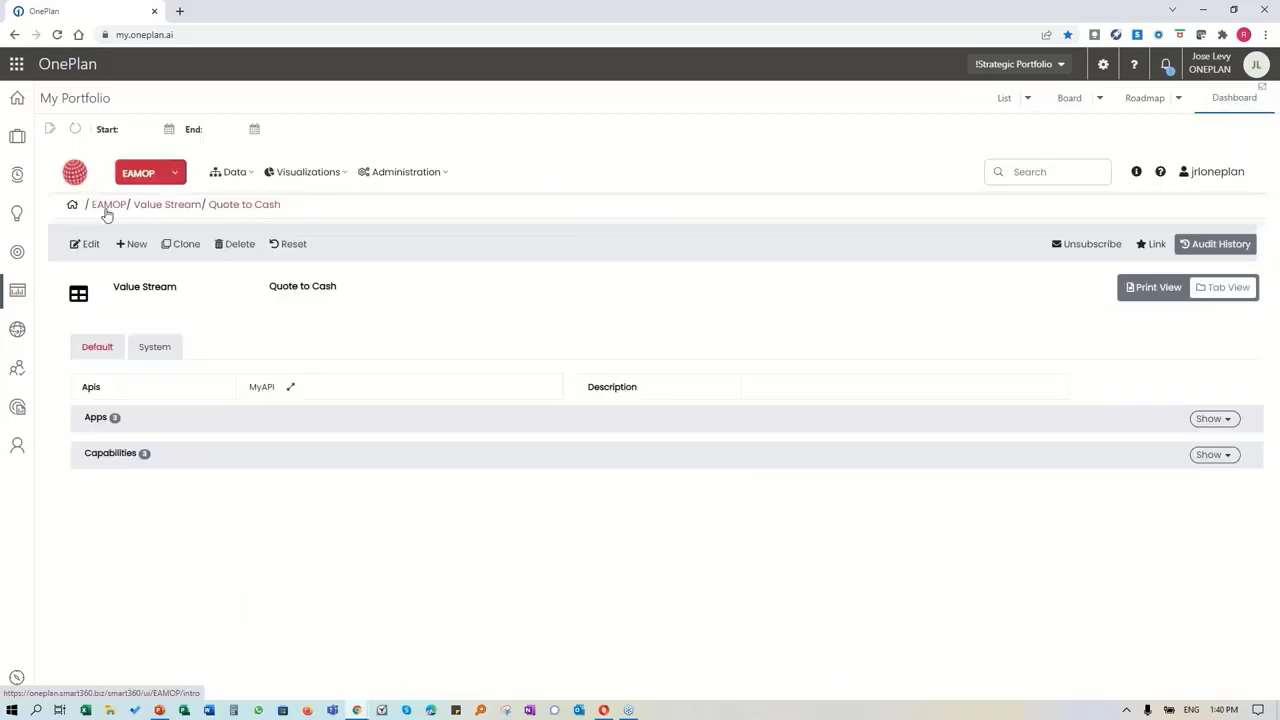 OnePlan
my.oneplan.ai
R
OnePlan
!Strategic Portfolio
?
Jose Levy
ONEPLAN
JL
My Portfolio
List
Board
Roadmap
Dashboard
Start:
End:
EAMOP
Data
Visualizations
Administration
Search
jrloneplan
/ EAMOP/ Value Stream/ Quote to Cash
Edit
New
Clone
Delete
Reset
Unsubscribe
Link
Audit History
Value Stream
Quote to Cash
Print View
Tab View
Default
System
Apis
MyAPI
Description
Apps 3
Show
Capabilities 3
Show
https://oneplan.smart360.biz/smart360/ui/EAMOP/intro
ENG
1:40 PM